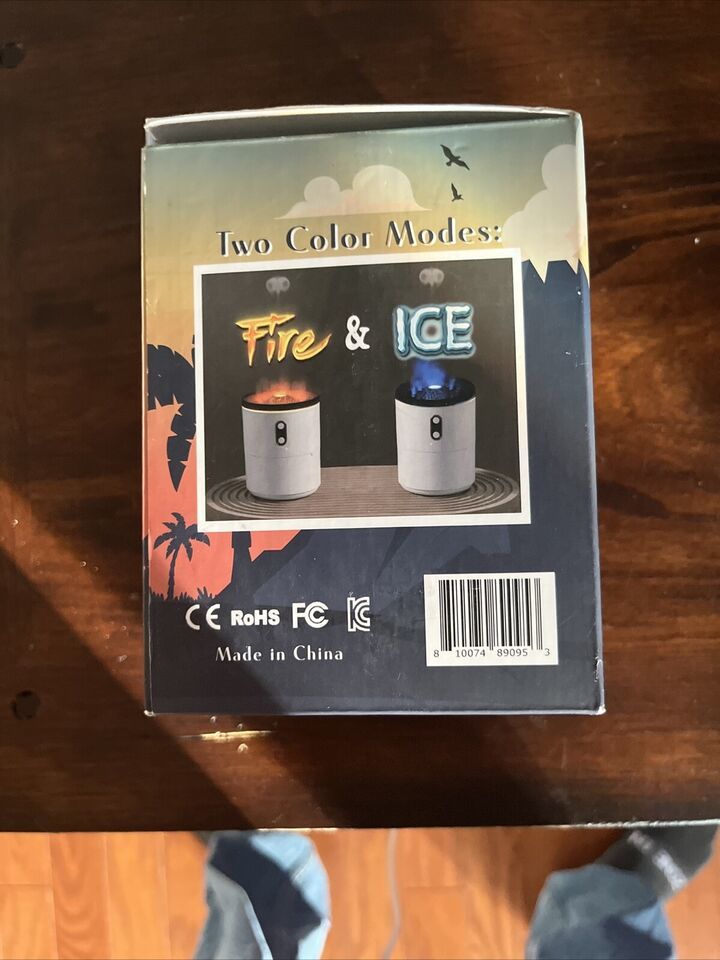 Two Color Modes:
Fire & ICE
CE RoHS FC KC
Made in China
8 10074 89095 3